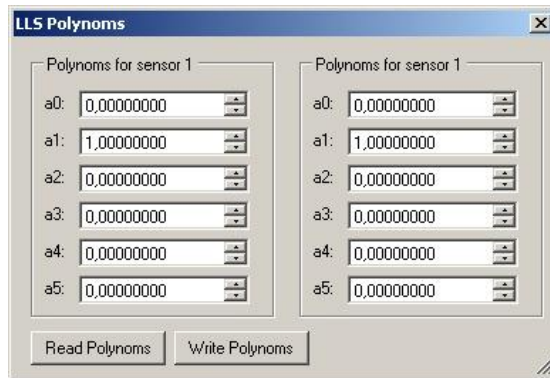 LLS Polynoms
Polynoms for sensor 1
a0: 0,00000000
a1: 1,00000000
a2: 0,00000000
a3: 0,00000000
a4: 0,00000000
a5: 0,00000000
Polynoms for sensor 1
a0: 0,00000000
a1: 1,00000000
a2: 0,00000000
a3: 0,00000000
a4: 0,00000000
a5: 0,00000000
Read Polynoms Write Polynoms